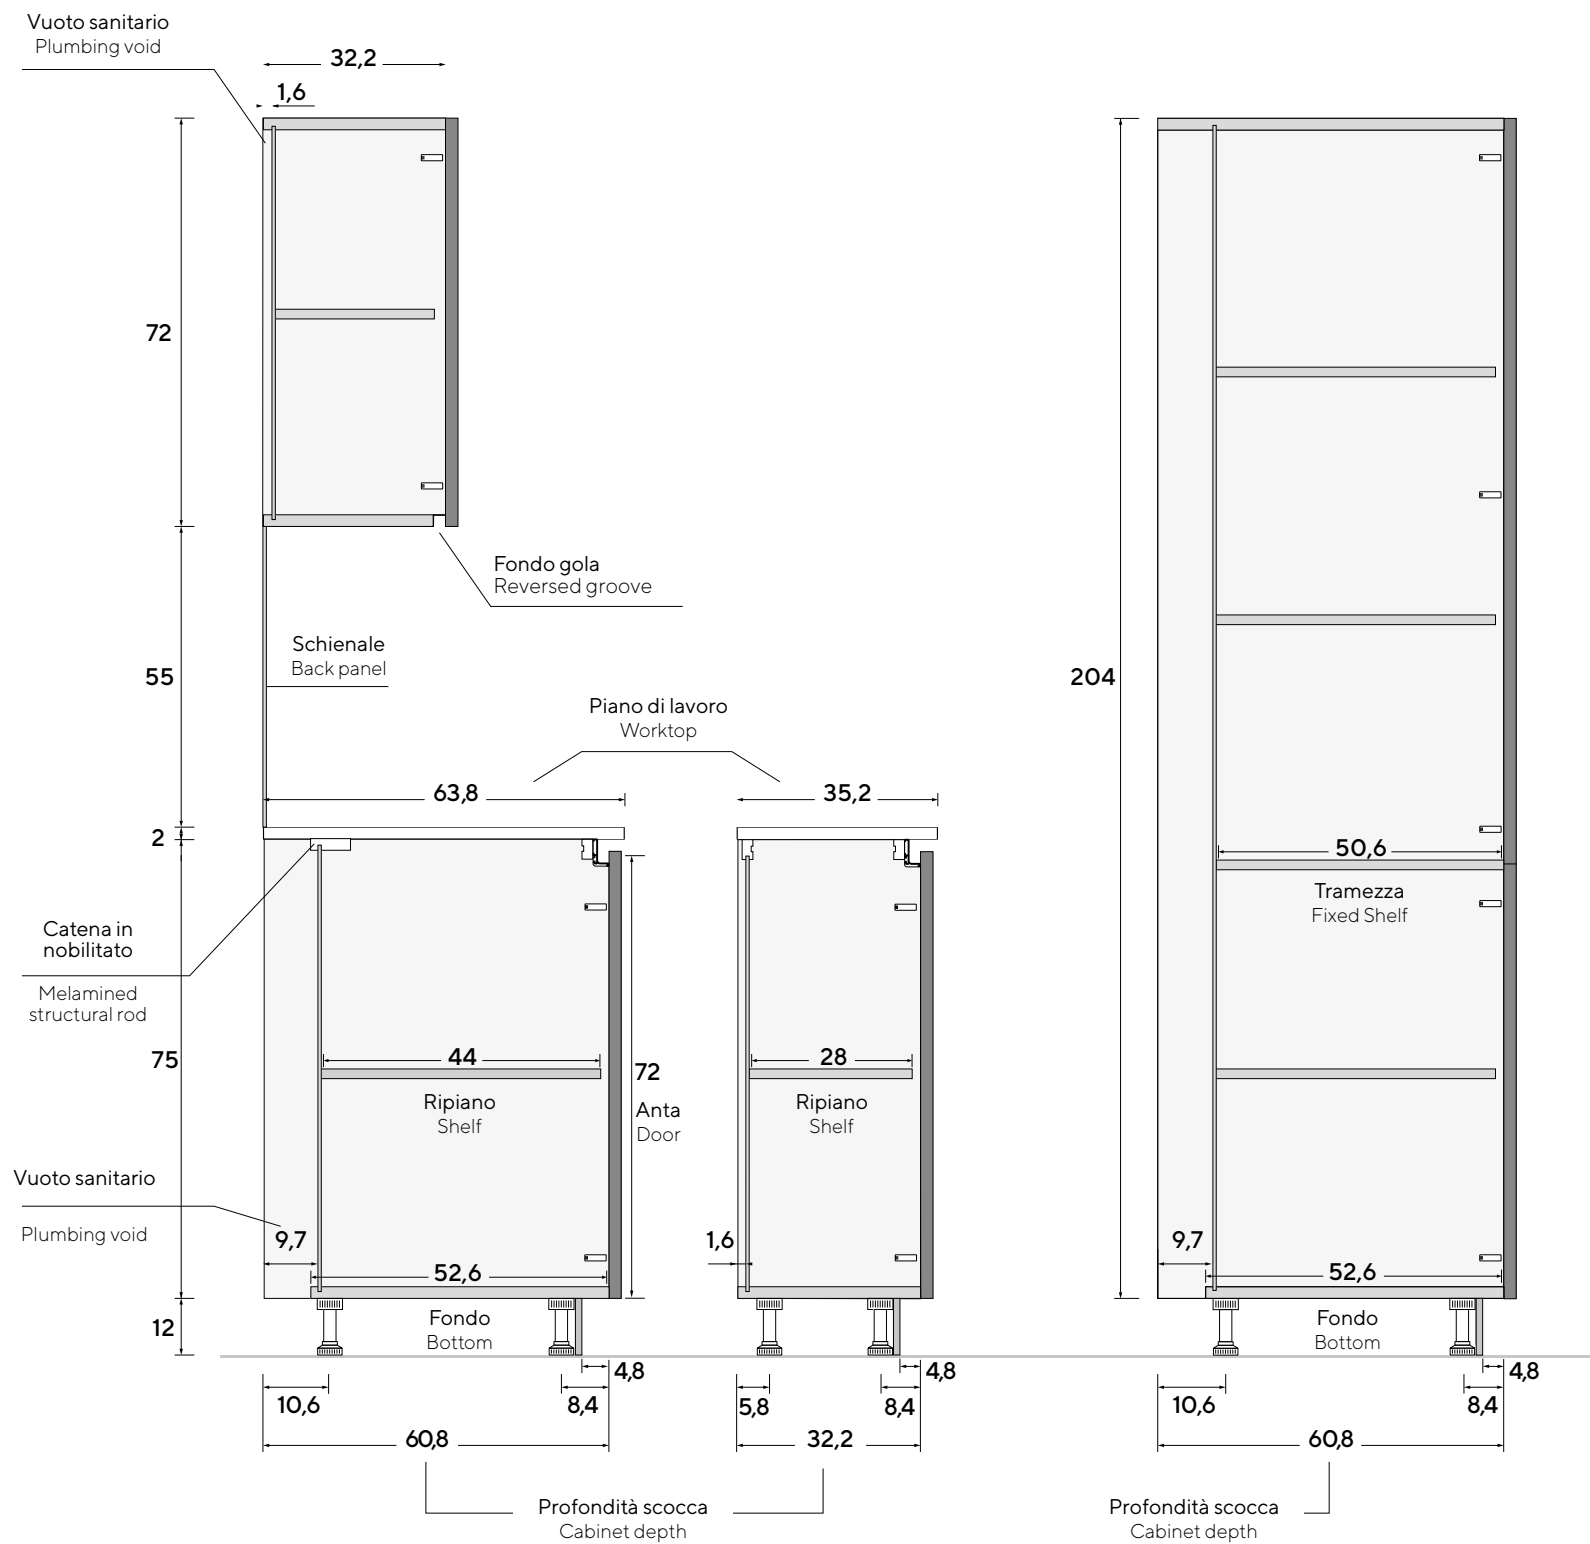 Vuoto sanitario
Plumbing void
32,2
1,6
72
Fondo gola
Reversed groove
Schienale
Back panel
55
204
Piano di lavoro
Worktop
63,8
35,2
2
50,6
Tramezza
Fixed Shelf
Catena in
nobilitato
Melamined
structural rod
75
44
28
72
Ripiano
Shelf
Anta
Door
Ripiano
Shelf
Vuoto sanitario
Plumbing void
9,7
1,6
9,7
52,6
52,6
12
Fondo
Bottom
Fondo
Bottom
4,8
4,8
4,8
10,6
8,4
5,8
8,4
10,6
8,4
60,8
32,2
60,8
Profondità scocca
Cabinet depth
Profondità scocca
Cabinet depth